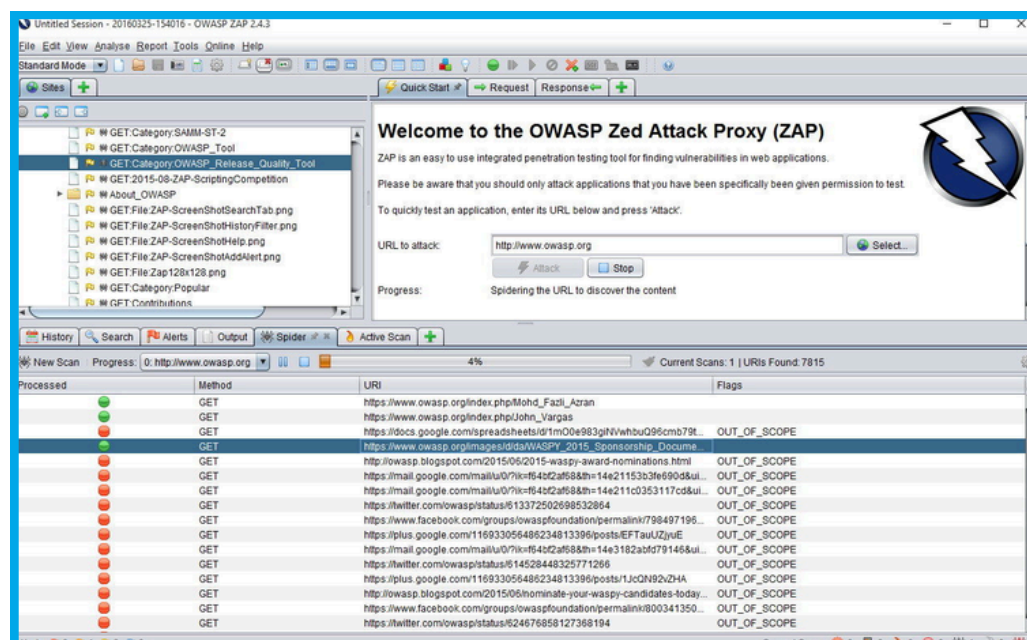 Untitled Session - 20160325-154016 - OWASP ZAP 2.4.3
File Edit View Analyse Report Tools Online Help
Standard Mode
Sites
Quick Start Request Response
GET:Category:SAMM-ST-2
GET:Category:OWASP_Tool
GET:Category:OWASP_Release_Quality_Tool
GET:2015-08-ZAP-ScriptingCompetition
About_OWASP
GET:File:ZAP-ScreenShotSearchTab.png
GET:File:ZAP-ScreenShotHistoryFilter.png
GET:File:ZAP-ScreenShotHelp.png
GET:File:ZAP-ScreenShotAddAlert.png
GET:File:Zap128x128.png
GET:Category:Popular
GET:Contributions
Welcome to the OWASP Zed Attack Proxy (ZAP)
ZAP is an easy to use integrated penetration testing tool for finding vulnerabilities in web applications.
Please be aware that you should only attack applications that you have been specifically been given permission to test.
To quickly test an application, enter its URL below and press 'Attack'.
URL to attack: http://www.owasp.org Select...
Attack Stop
Progress: Spidering the URL to discover the content
History Search Alerts Output Spider Active Scan
New Scan Progress: 0: http://www.owasp.org 4% Current Scans: 1 | URIs Found: 7815
Processed Method URI Flags
GET https://www.owasp.org/index.php/Mohd_Fazli_Azran
GET https://www.owasp.org/index.php/John_Vargas
GET OUT_OF_SCOPE
GET https://www.owasp.org/images/d/da/WASPY_2015_Sponsorship_Docume...
GET http://owasp.blogspot.com/2015/06/2015-waspy-award-nominations.html OUT_OF_SCOPE
GET https://mail.google.com/mail/u/0/?ik=f64bf2af68&th=14e21153b3fe690d&ui... OUT_OF_SCOPE
GET https://mail.google.com/mail/u/0/?ik=f64bf2af68&th=14e211c0353117cd&ui... OUT_OF_SCOPE
GET https://twitter.com/owasp/status/613372502698532864 OUT_OF_SCOPE
GET https://www.facebook.com/groups/owaspfoundation/permalink/798497196... OUT_OF_SCOPE
GET https://plus.google.com/116933056486234813396/posts/EFTauUZjyuE OUT_OF_SCOPE
GET https://mail.google.com/mail/u/0/?ik=f64bf2af68&th=14e3182abfd79146&ui... OUT_OF_SCOPE
GET https://twitter.com/owasp/status/614528448325771266 OUT_OF_SCOPE
GET https://plus.google.com/116933056486234813396/posts/1JcQN92vZHA OUT_OF_SCOPE
GET http://owasp.blogspot.com/2015/06/nominate-your-waspy-candidates-today... OUT_OF_SCOPE
GET https://www.facebook.com/groups/owaspfoundation/permalink/800341350... OUT_OF_SCOPE
GET https://twitter.com/owasp/status/624676858127368194 OUT_OF_SCOPE